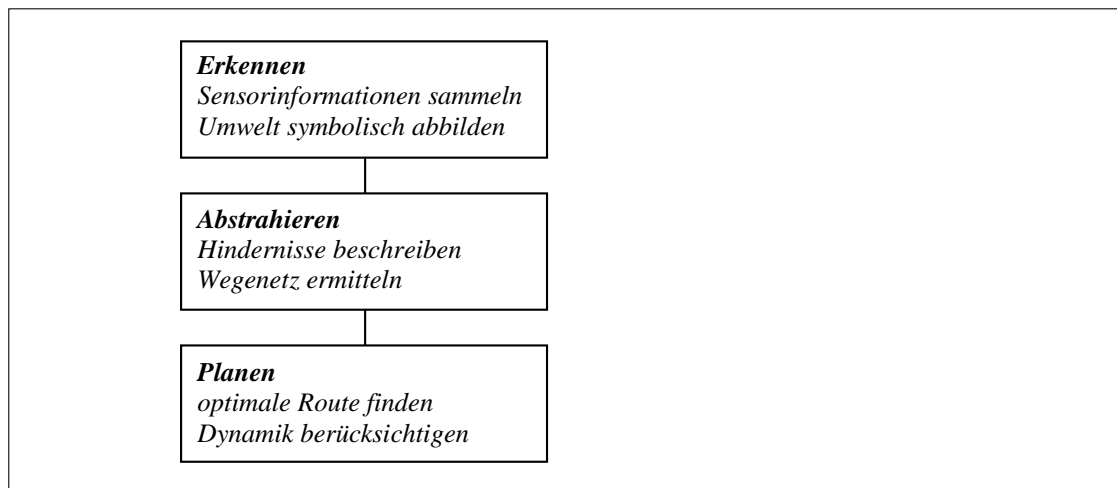 Erkennen
Sensorinformationen sammeln
Umwelt symbolisch abbilden
Abstrahieren
Hindernisse beschreiben
Wegenetz ermitteln
Planen
optimale Route finden
Dynamik berücksichtigen